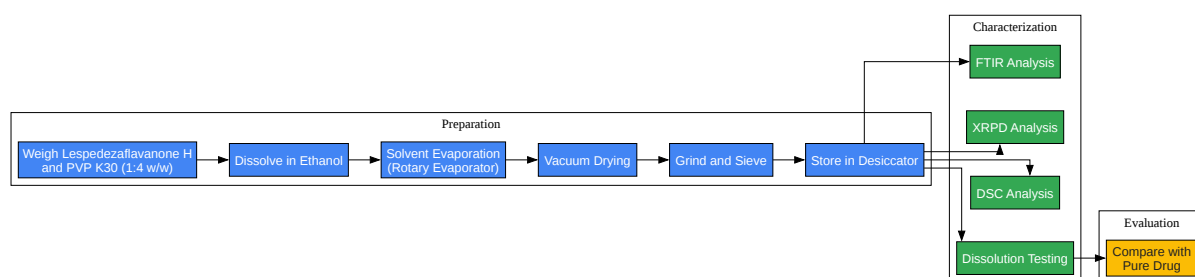 Characterization
FTIR Analysis
Preparation
XRPD Analysis
Weigh Lespedezaflavanone H
and PVP K30 (1:4 w/w)
Dissolve in Ethanol
Solvent Evaporation
(Rotary Evaporator)
Vacuum Drying
Grind and Sieve
Store in Desiccator
DSC Analysis
Dissolution Testing
Evaluation
Compare with
Pure Drug